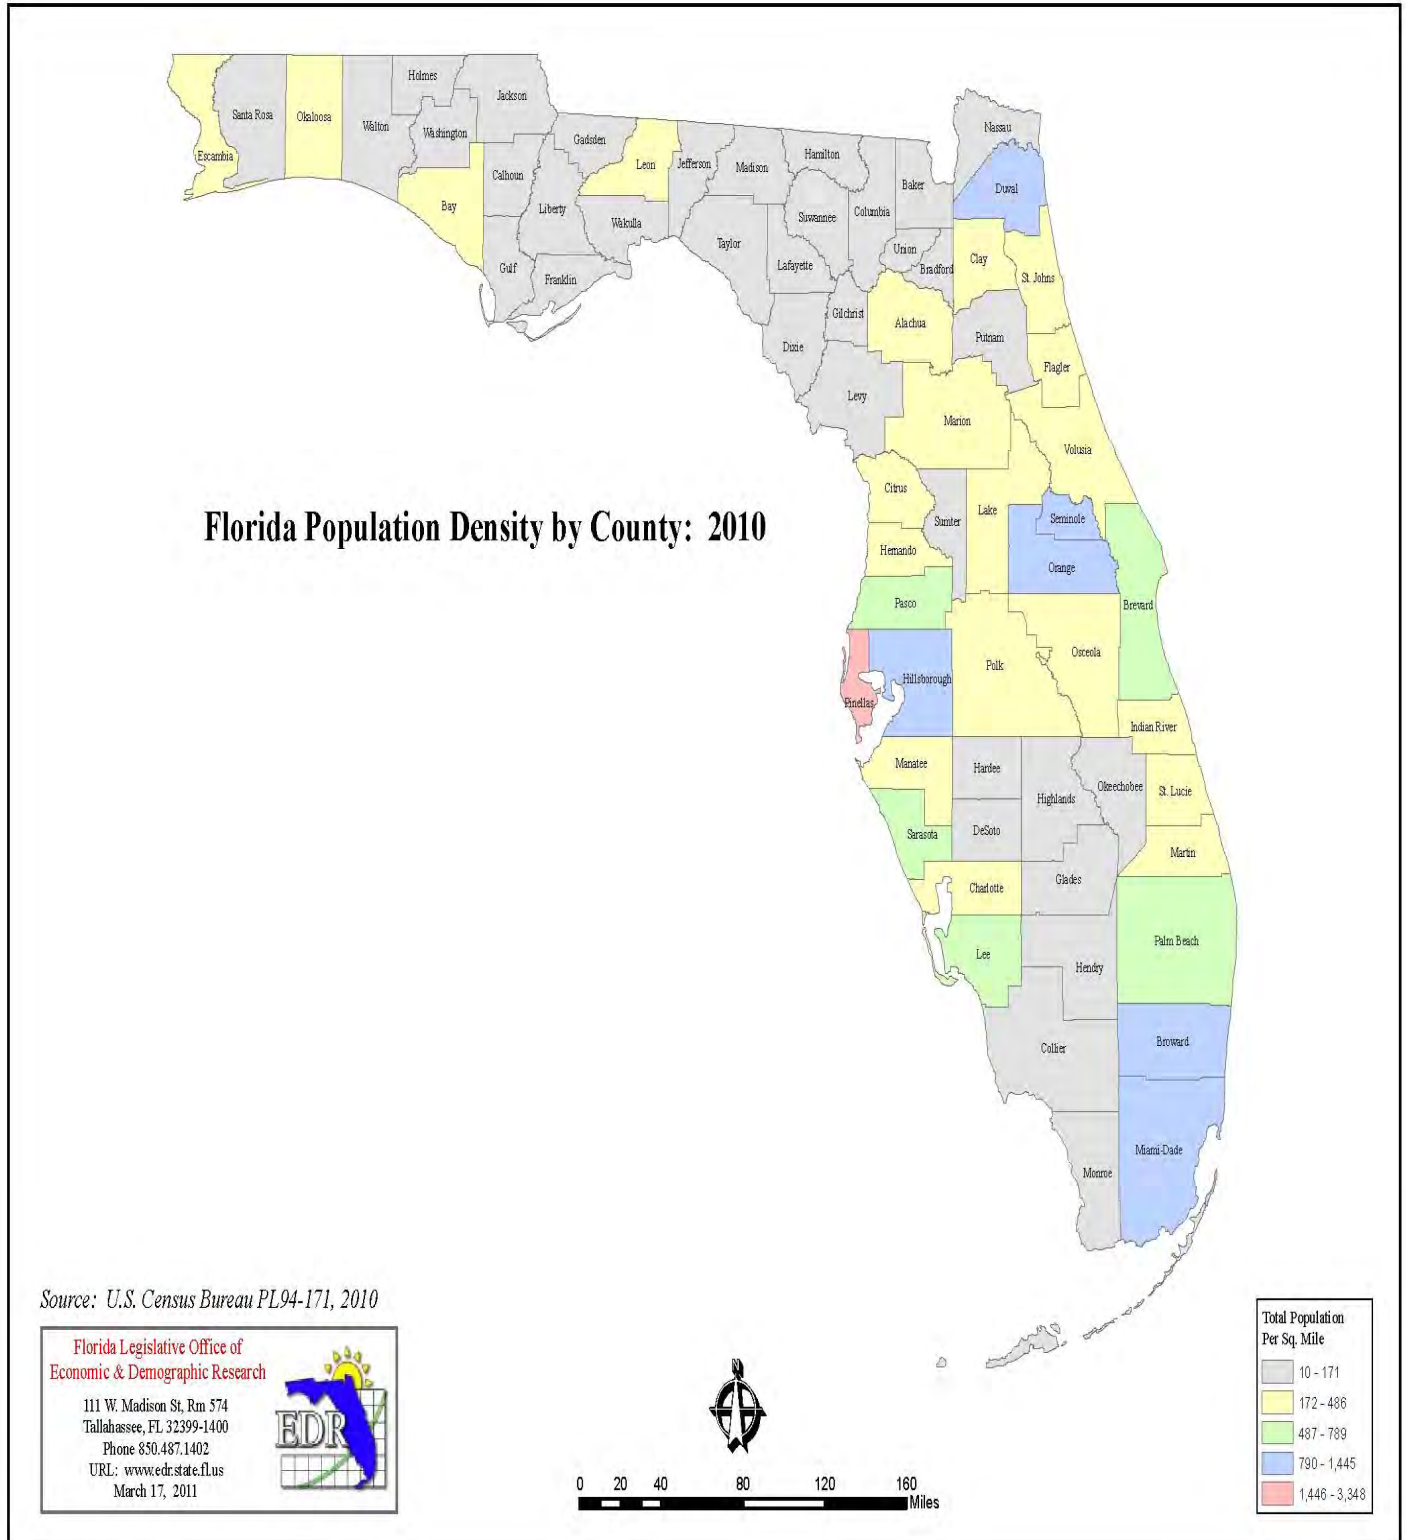 Holmes
Jackson
Santa Rosa
Okaloosa
Walton
Washington
Escambia
Bay
Calhoun
Liberty
Gulf
Franklin
Gadsden
Leon
Wakulla
Jefferson
Madison
Hamilton
Taylor
Lafayette
Suwannee
Columbia
Baker
Nassau
Duval
Union
Bradford
Clay
St. Johns
Gilchrist
Alachua
Putnam
Dixie
Flagler
Levy
Marion
Volusia
Citrus
Sumter
Lake
Seminole
Florida Population Density by County: 2010
Hernando
Orange
Pasco
Brevard
Polk
Osceola
Hillsborough
Pinellas
Indian River
Manatee
Hardee
Highlands
Okeechobee
St. Lucie
Sarasota
DeSoto
Martin
Charlotte
Glades
Palm Beach
Lee
Hendry
Collier
Broward
Miami-Dade
Monroe
Source: U.S. Census Bureau PL94-171, 2010
Florida Legislative Office of
Economic & Demographic Research
111 W. Madison St, Rm 574
Tallahassee, FL 32399-1400
Phone 850.487.1402
URL: www.edr.state.fl.us
March 17, 2011
EDR
N
0 20 40 80 120 160
Miles
Total Population
Per Sq. Mile
10 - 171
172 - 486
487 - 789
790 - 1,445
1,446 - 3,348